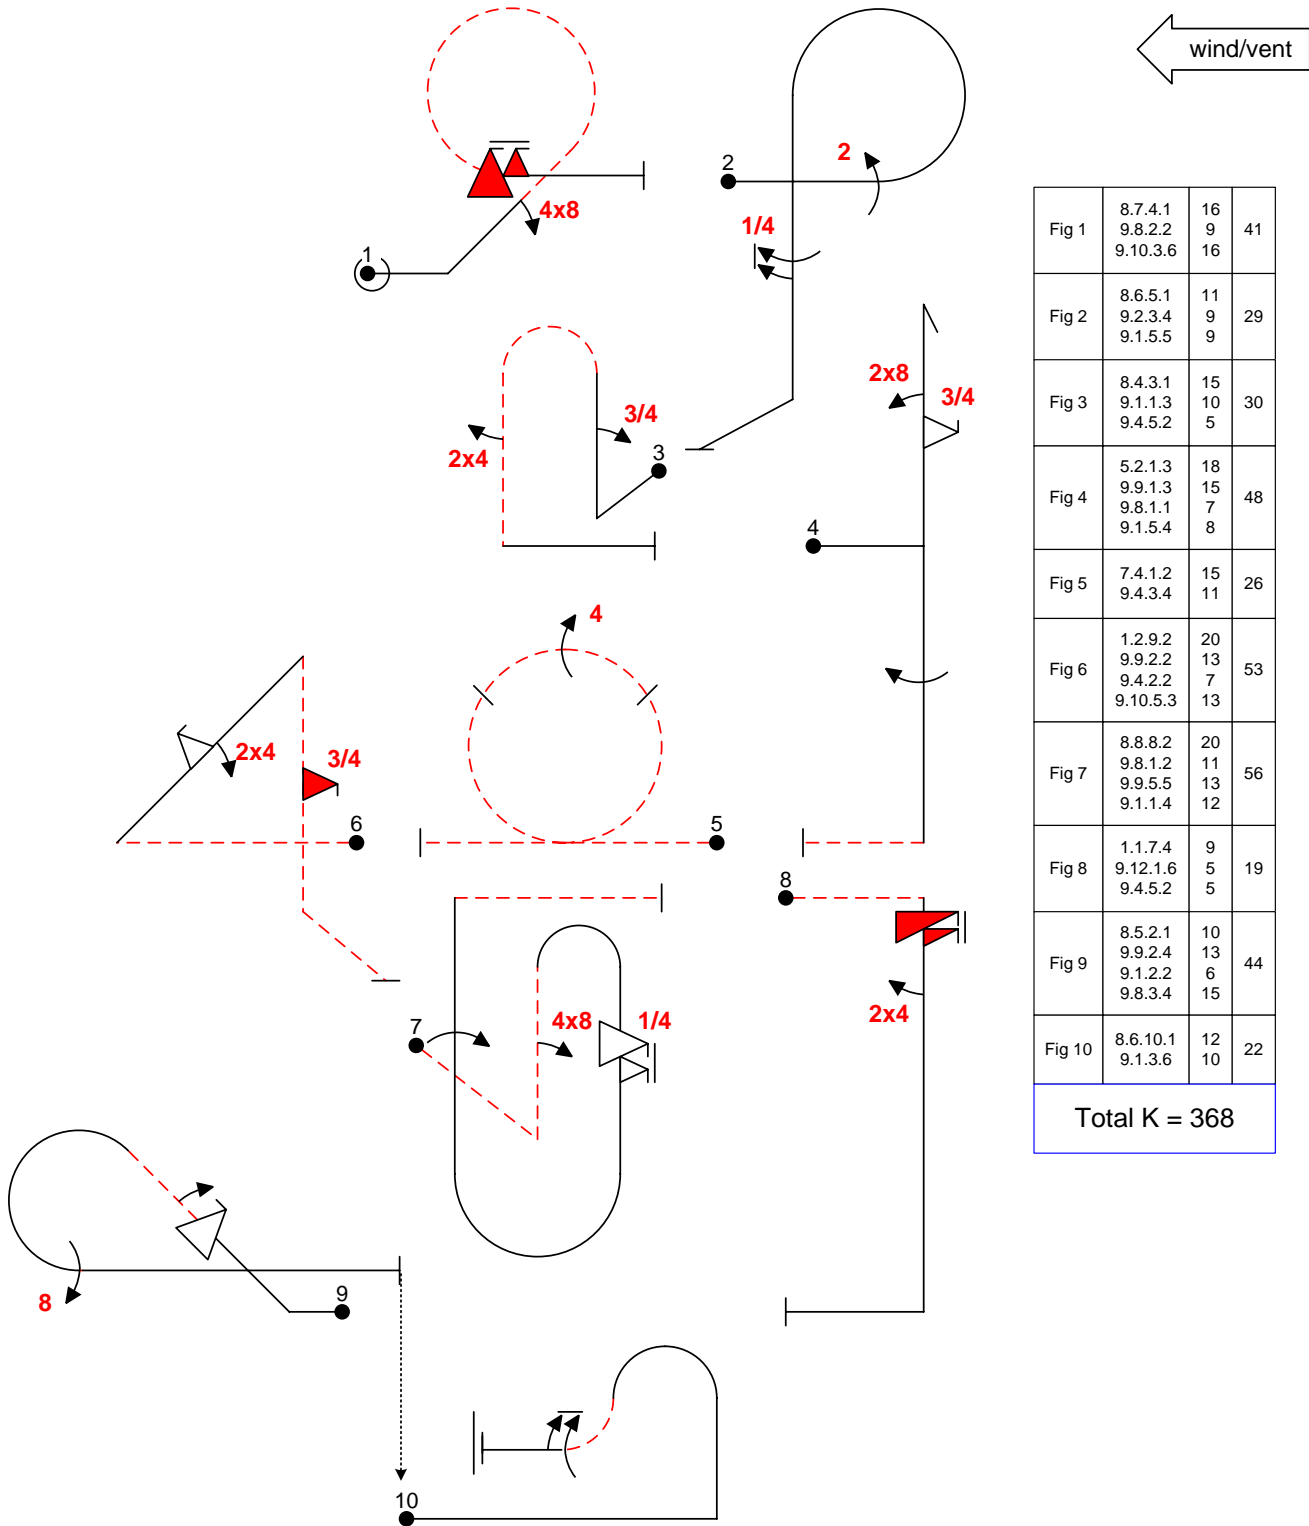 wind/vent
1
4x8
2
2
1/4
3
3/4
2x4
4
2x8
3/4
5
4
6
2x4
3/4
7
4x8
1/4
8
2x4
9
8
10
Fig 1 8.7.4.1 16 41
9.8.2.2 9
9.10.3.6 16
Fig 2 8.6.5.1 11 29
9.2.3.4 9
9.1.5.5 9
Fig 3 8.4.3.1 15 30
9.1.1.3 10
9.4.5.2 5
Fig 4 5.2.1.3 18 48
9.9.1.3 15
9.8.1.1 7
9.1.5.4 8
Fig 5 7.4.1.2 15 26
9.4.3.4 11
Fig 6 1.2.9.2 20 53
9.9.2.2 13
9.4.2.2 7
9.10.5.3 13
Fig 7 8.8.8.2 20 56
9.8.1.2 11
9.9.5.5 13
9.1.1.4 12
Fig 8 1.1.7.4 9 19
9.12.1.6 5
9.4.5.2 5
Fig 9 8.5.2.1 10 44
9.9.2.4 13
9.1.2.2 6
9.8.3.4 15
Fig 10 8.6.10.1 12 22
9.1.3.6 10
Total K = 368